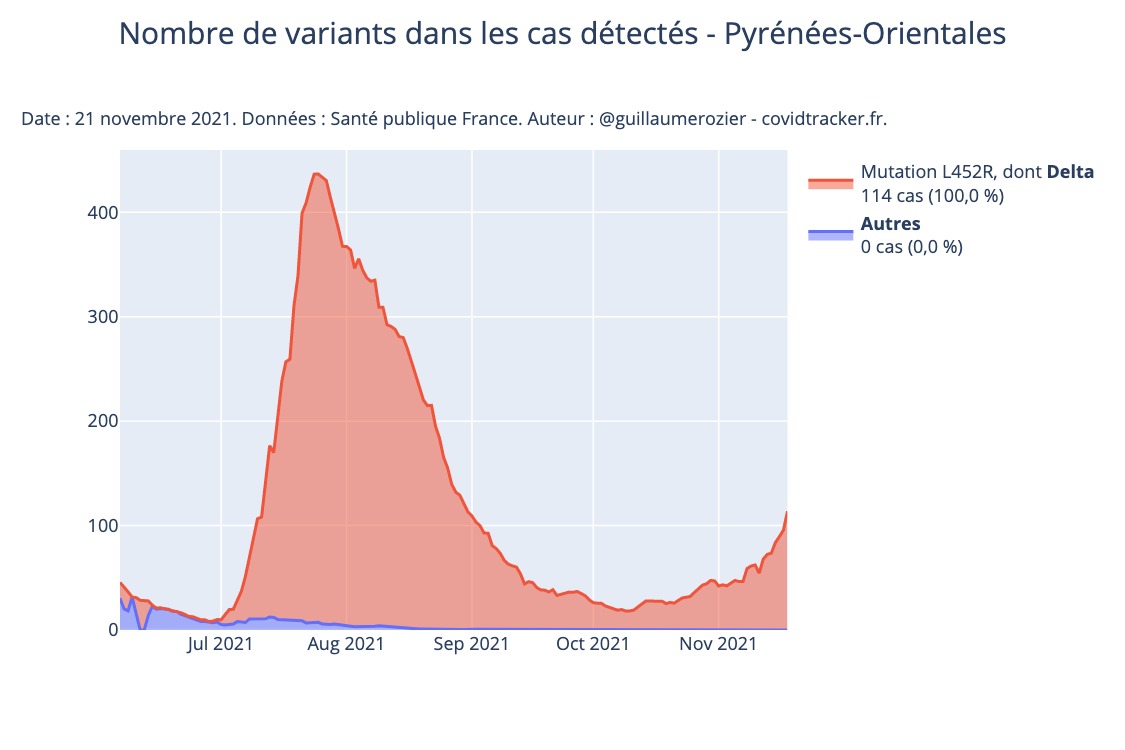 Nombre de variants dans les cas détectés - Pyrénées-Orientales
Date : 21 novembre 2021. Données : Santé publique France. Auteur : @guillaumerozier - covidtracker.fr.
Mutation L452R, dont Delta
114 cas (100,0 %)
Autres
0 cas (0,0 %)
400
300
200
100
0
Jul 2021
Aug 2021
Sep 2021
Oct 2021
Nov 2021